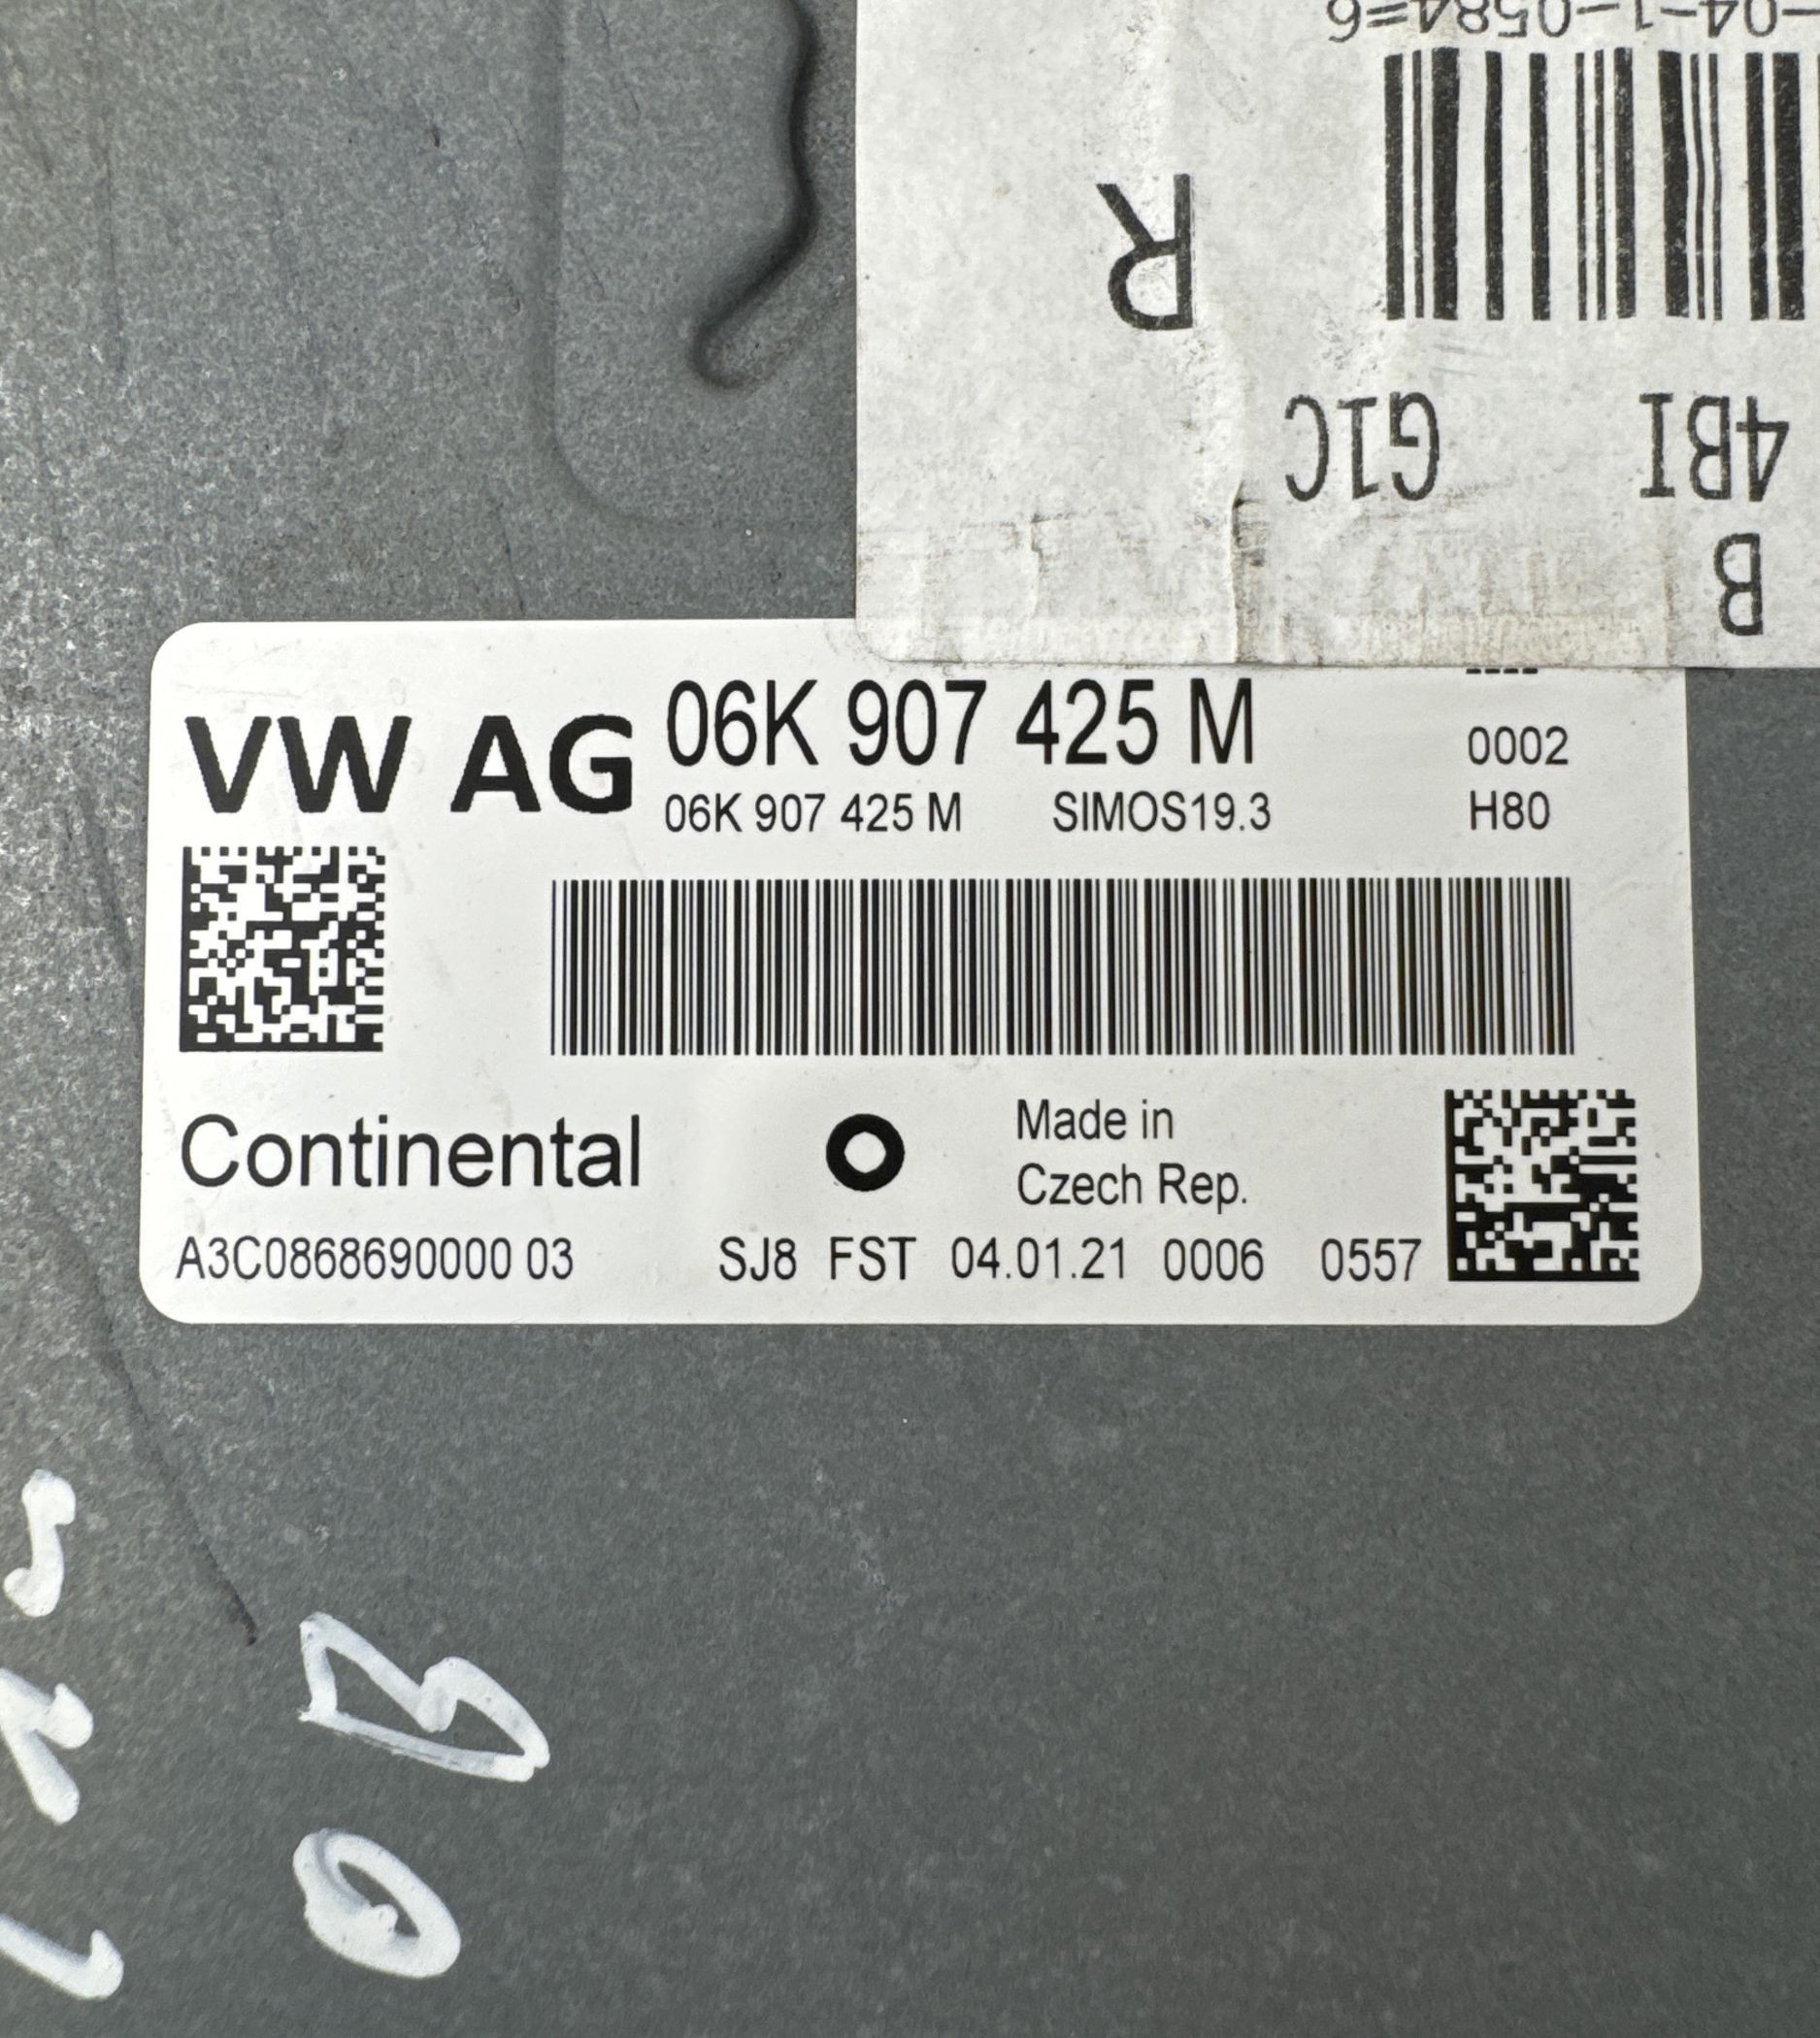 -04-1-0584=6
R
G1C
4BI
B
VW AG
06K 907 425 M
----
0002
06K 907 425 M
SIMOS19.3
H80
Continental
Made in
Czech Rep.
A3C0868690000 03
SJ8 FST 04.01.21 0006 0557